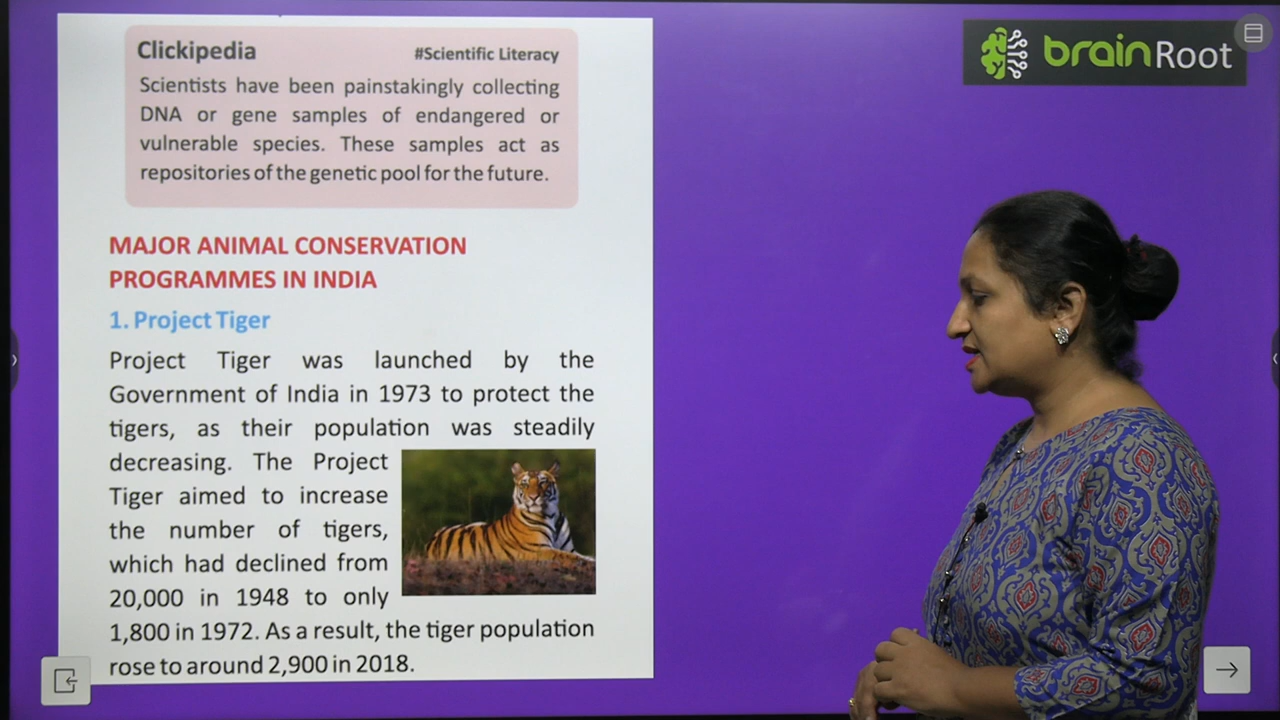 Clickipedia #Scientific Literacy
Scientists have been painstakingly collecting
DNA or gene samples of endangered or
vulnerable species. These samples act as
repositories of the genetic pool for the future.
MAJOR ANIMAL CONSERVATION
PROGRAMMES IN INDIA
1. Project Tiger
Project Tiger was launched by the
Government of India in 1973 to protect the
tigers, as their population was steadily
decreasing. The Project
Tiger aimed to increase
the number of tigers,
which had declined from
20,000 in 1948 to only
1,800 in 1972. As a result, the tiger population
rose to around 2,900 in 2018.
brainRoot